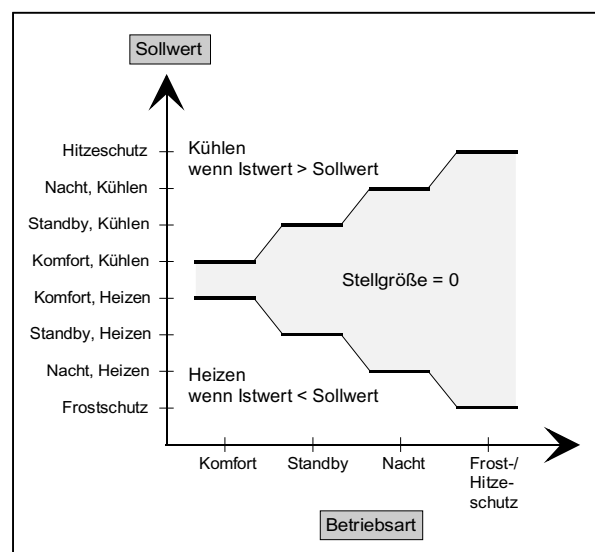 Sollwert
Hitzeschutz
Kühlen
wenn Istwert > Sollwert
Nacht, Kühlen
Standby, Kühlen
Komfort, Kühlen
Stellgröße = 0
Komfort, Heizen
Standby, Heizen
Nacht, Heizen
Heizen
wenn Istwert < Sollwert
Frostschutz
Komfort
Standby
Nacht
Frost-/
Hitze-
schutz
Betriebsart